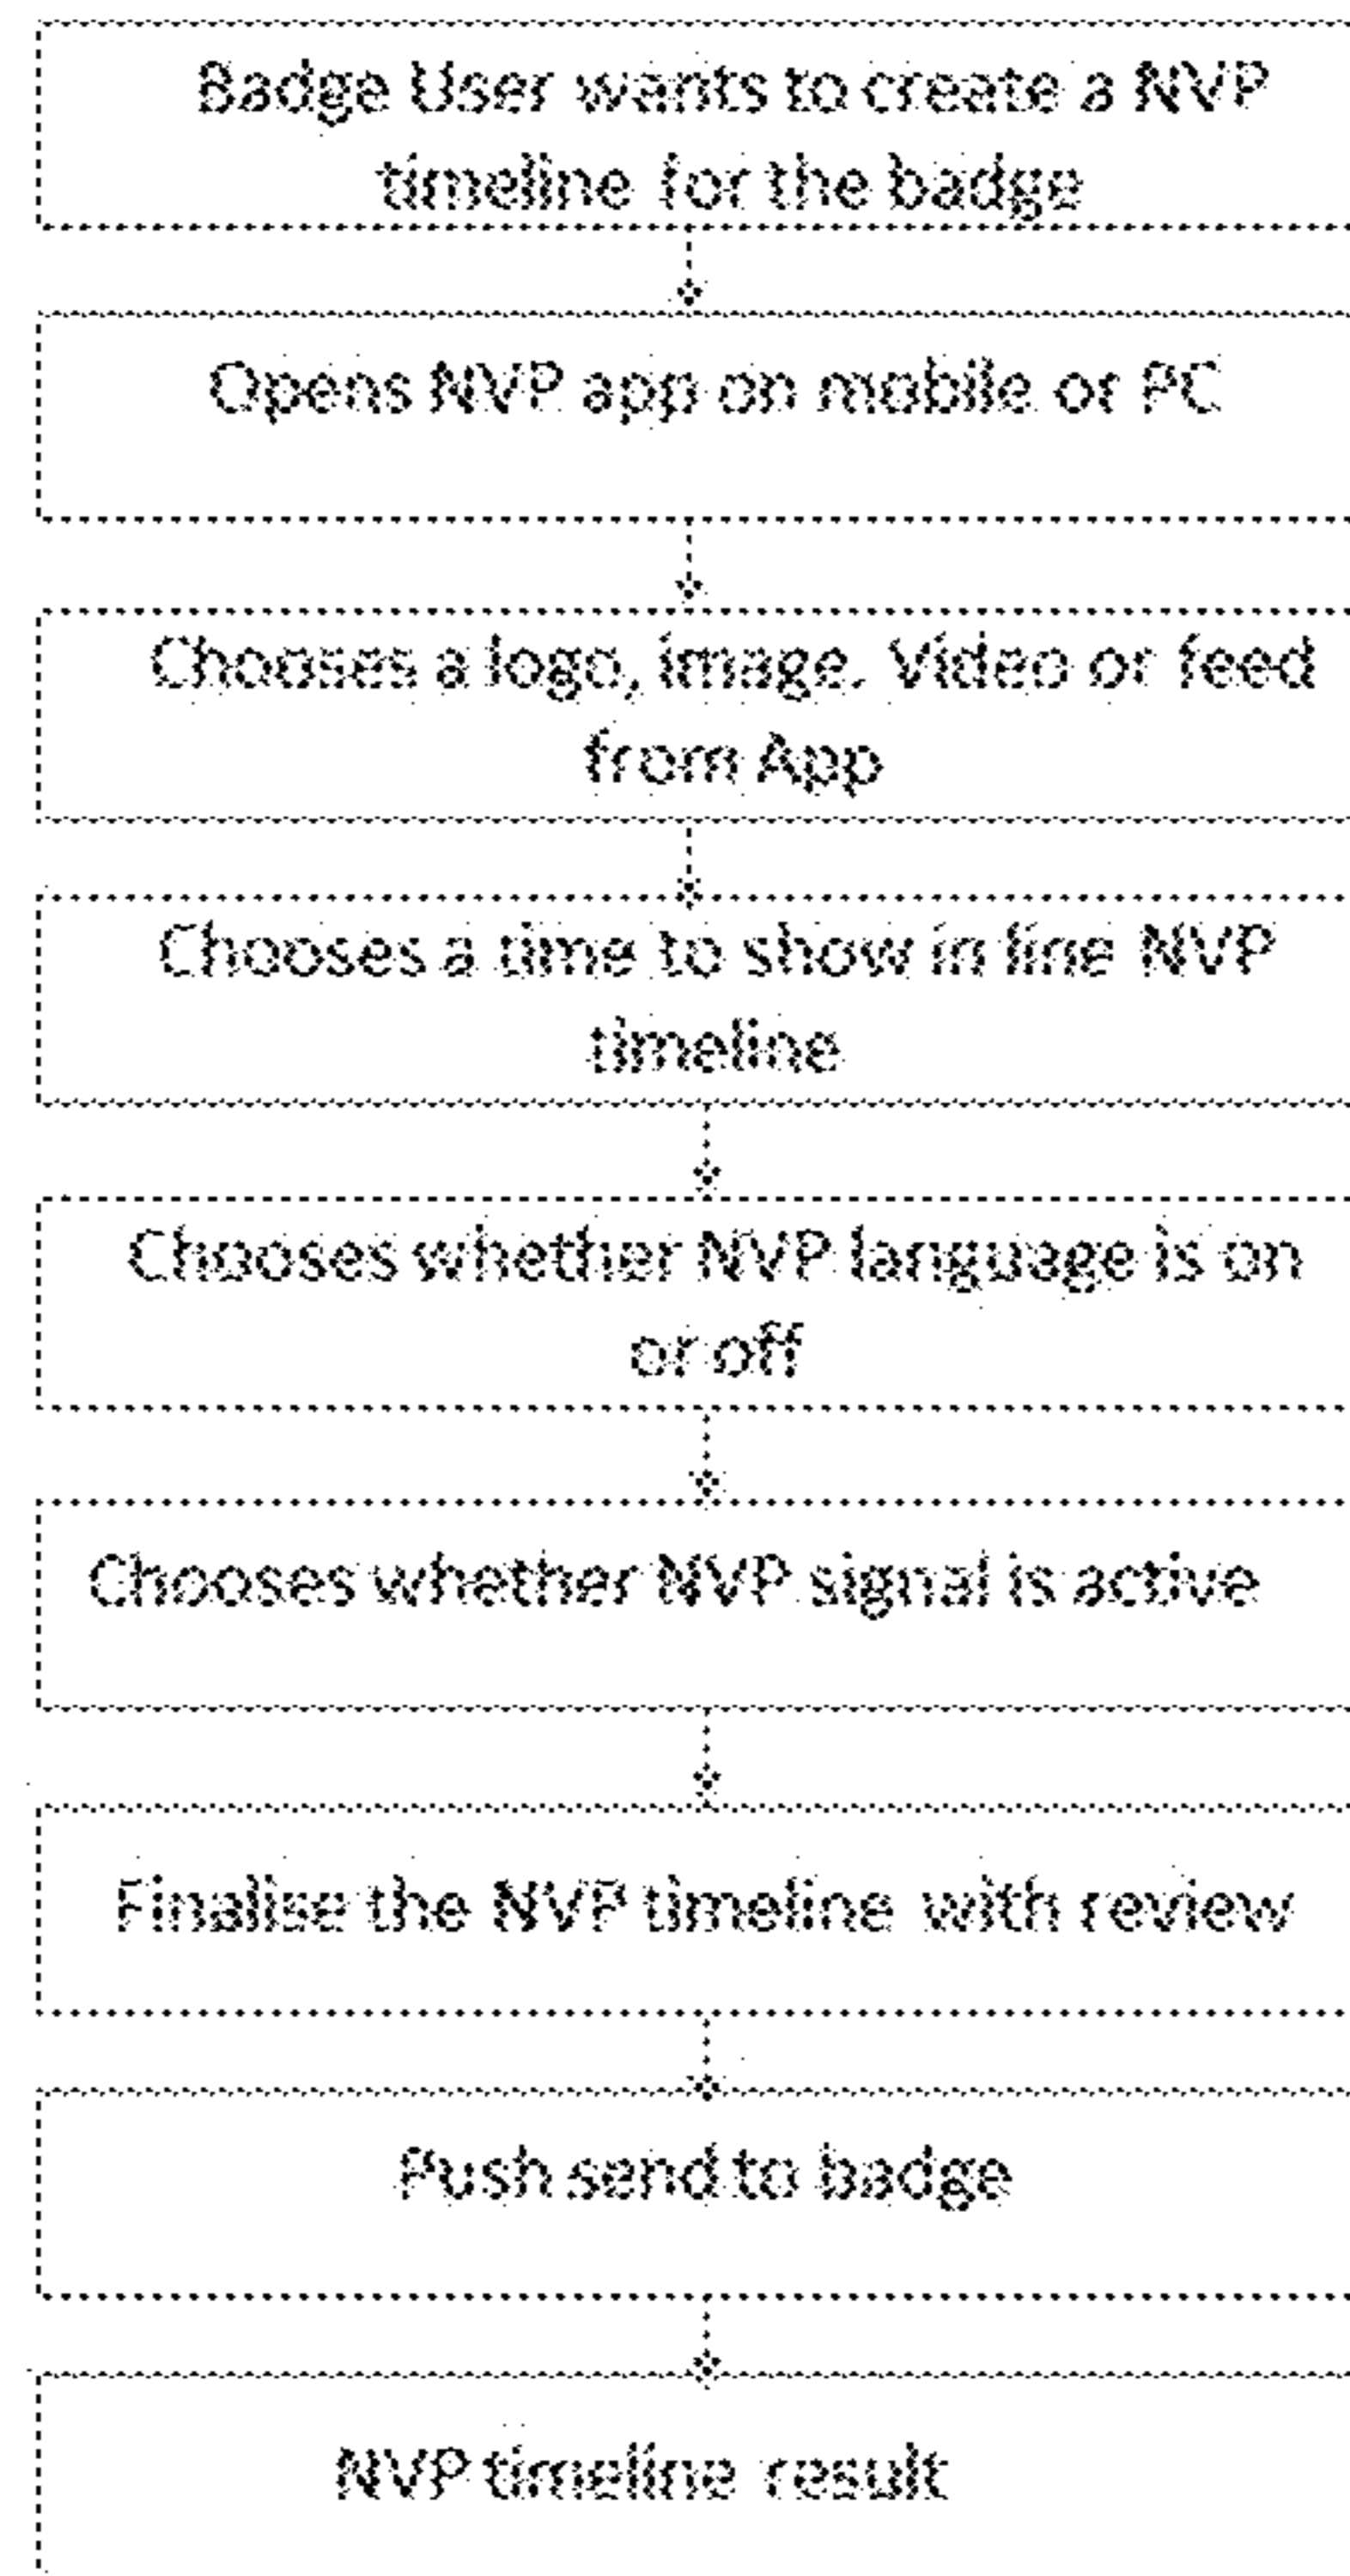 Badge User wants to create a NVP
timeline for the badge
Opens NVP app on mobile or PC
Chooses a logo, image. Video or feed
from App
Chooses a time to show in line NVP
timeline
Chooses whether NVP language is on
or off
Chooses whether NVP signal is active
Finalise the NVP timeline with review
Push send to badge
NVP timeline result